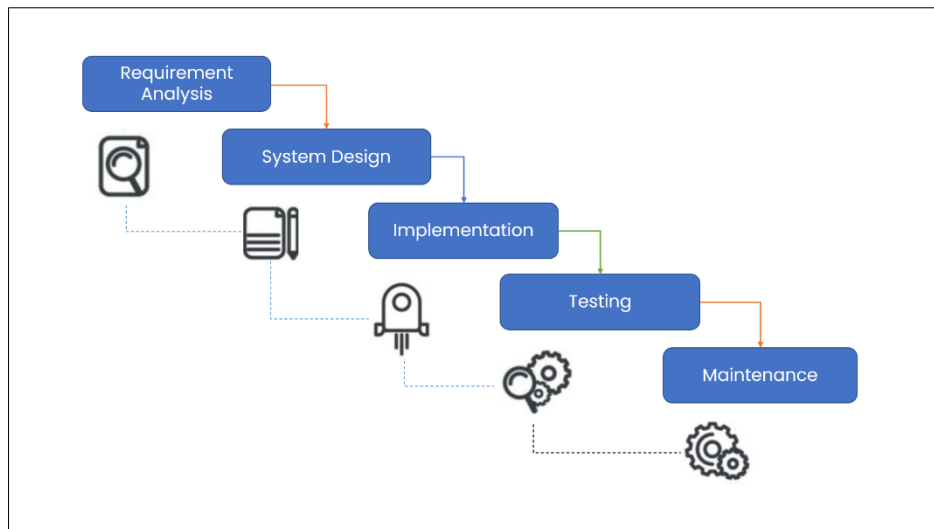 Requirement
Analysis
System Design
Implementation
Testing
Maintenance